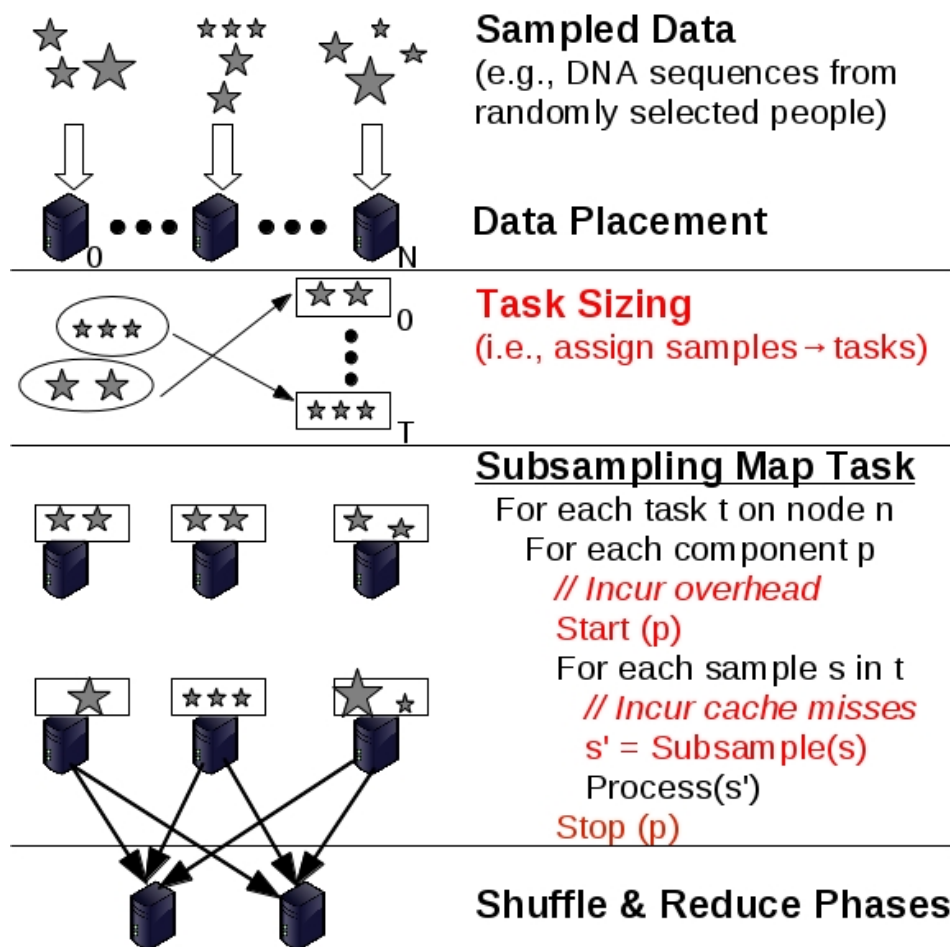 Sampled Data
(e.g., DNA sequences from
randomly selected people)
Data Placement
0
N
Task Sizing
(i.e., assign samples→tasks)
0
T
Subsampling Map Task
For each task t on node n
For each component p
// Incur overhead
Start (p)
For each sample s in t
// Incur cache misses
s' = Subsample(s)
Process(s')
Stop (p)
Shuffle & Reduce Phases